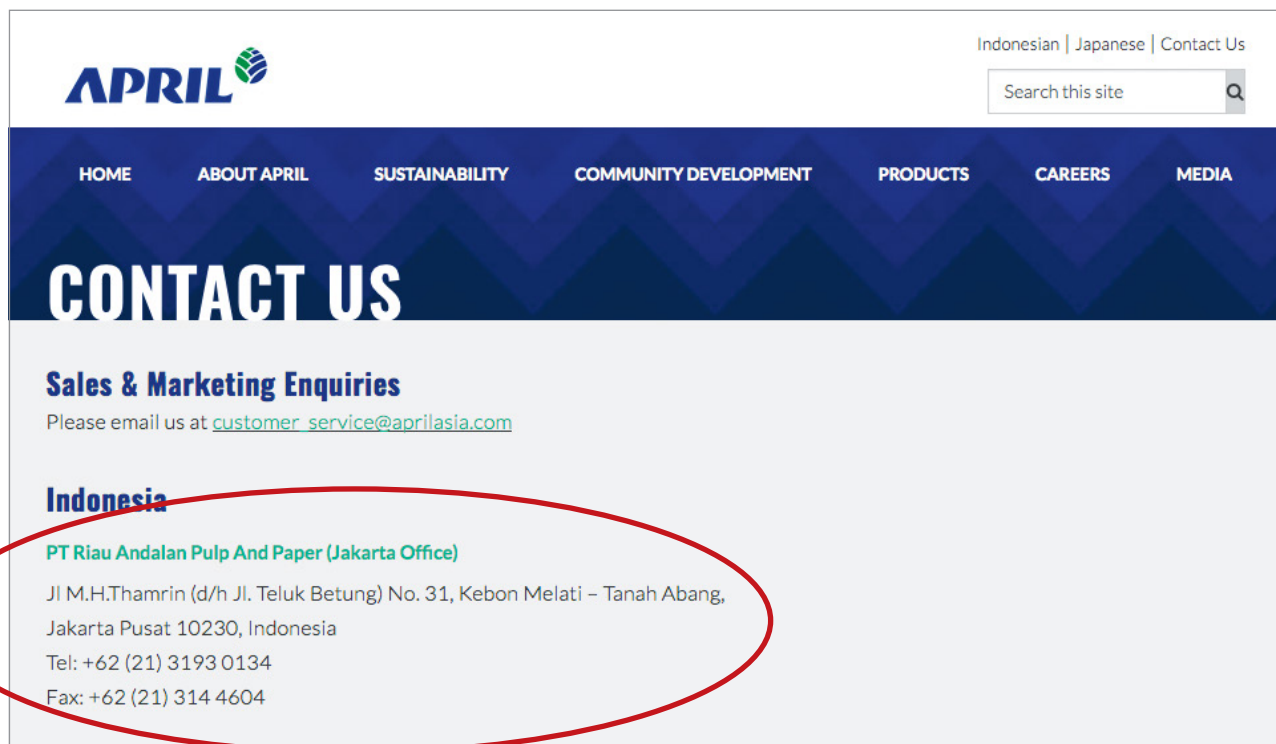 Indonesian | Japanese | Contact Us
APRIL
Search this site
HOME ABOUT APRIL SUSTAINABILITY COMMUNITY DEVELOPMENT PRODUCTS CAREERS MEDIA
CONTACT US
Sales & Marketing Enquiries
Please email us at customer_service@aprilasia.com
Indonesia
PT Riau Andalan Pulp And Paper (Jakarta Office)
Jl M.H.Thamrin (d/h Jl. Teluk Betung) No. 31, Kebon Melati – Tanah Abang,
Jakarta Pusat 10230, Indonesia
Tel: +62 (21) 3193 0134
Fax: +62 (21) 314 4604